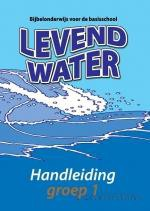 Bijbelonderwijs voor de basisschool
LEVEND
WATER
Handleiding
groep 1